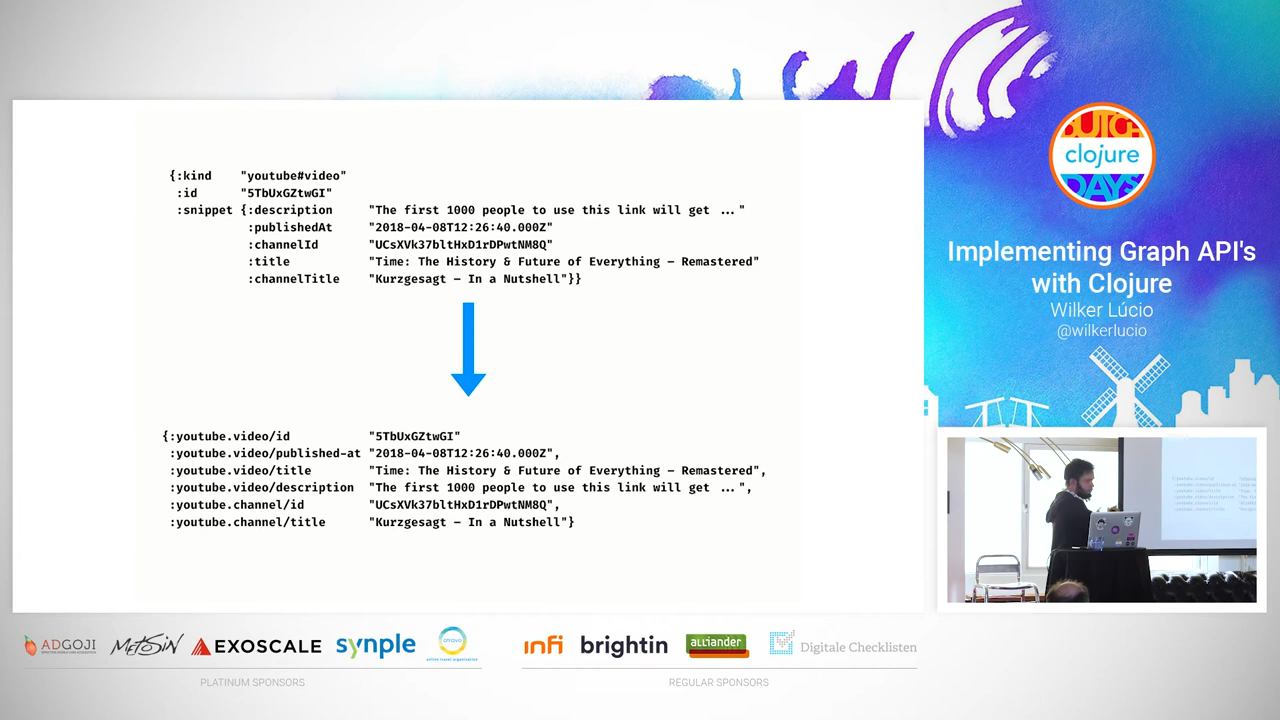 {:kind "youtube#video"
:id "5TbUxGZtwGI"
:snippet {:description "The first 1000 people to use this link will get ..."
:publishedAt "2018-04-08T12:26:40.000Z"
:channelId "UCsXVk37bltHxD1rDPwtNM8Q"
:title "Time: The History & Future of Everything – Remastered"
:channelTitle "Kurzgesagt – In a Nutshell"}}
{:youtube.video/id "5TbUxGZtwGI"
:youtube.video/published-at "2018-04-08T12:26:40.000Z",
:youtube.video/title "Time: The History & Future of Everything – Remastered",
:youtube.video/description "The first 1000 people to use this link will get ...",
:youtube.channel/id "UCsXVk37bltHxD1rDPwtNM8Q",
:youtube.channel/title "Kurzgesagt – In a Nutshell"}
DUTCH
clojure
DAYS
Implementing Graph API's
with Clojure
Wilker Lúcio
@wilkerlucio
ADGOJI
METOSIN
EXOSCALE
synple
atravo
online travel organisation
PLATINUM SPONSORS
infi
brightin
alliander
Digitale Checklisten
REGULAR SPONSORS